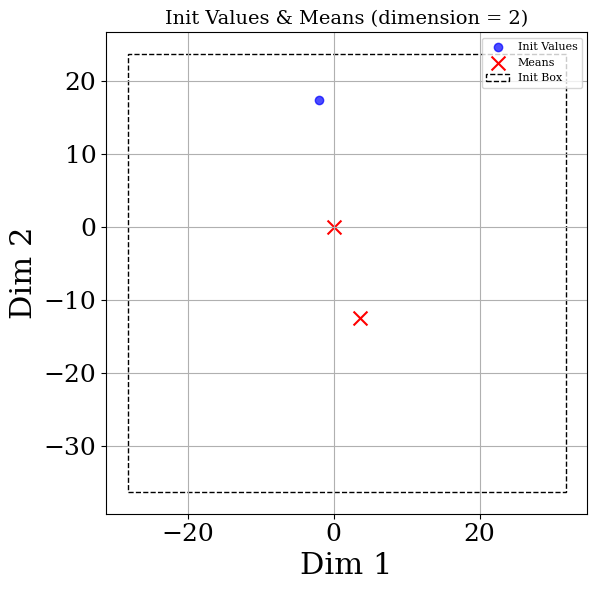 Init Values & Means (dimension = 2)
Init Values
Means
Init Box
20
10
0
−10
−20
−30
Dim 2
−20 0 20
Dim 1